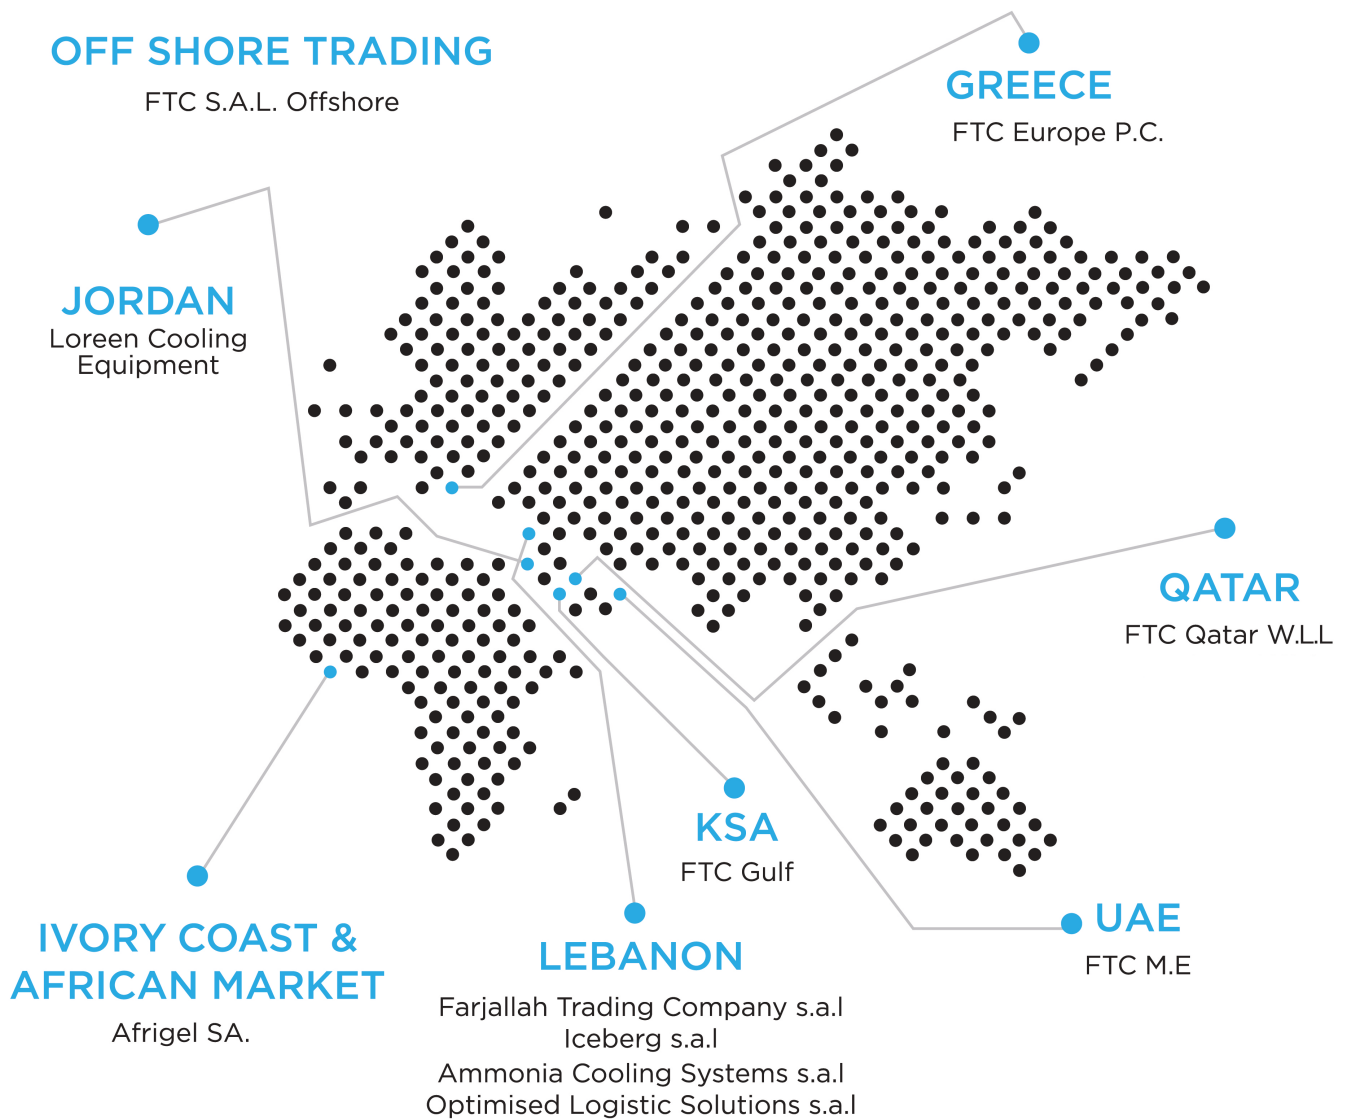 OFF SHORE TRADING
FTC S.A.L. Offshore
GREECE
FTC Europe P.C.
JORDAN
Loreen Cooling
Equipment
QATAR
FTC Qatar W.L.L
KSA
FTC Gulf
UAE
FTC M.E
IVORY COAST &
AFRICAN MARKET
Afrigel SA.
LEBANON
Farjallah Trading Company s.a.l
Iceberg s.a.l
Ammonia Cooling Systems s.a.l
Optimised Logistic Solutions s.a.l